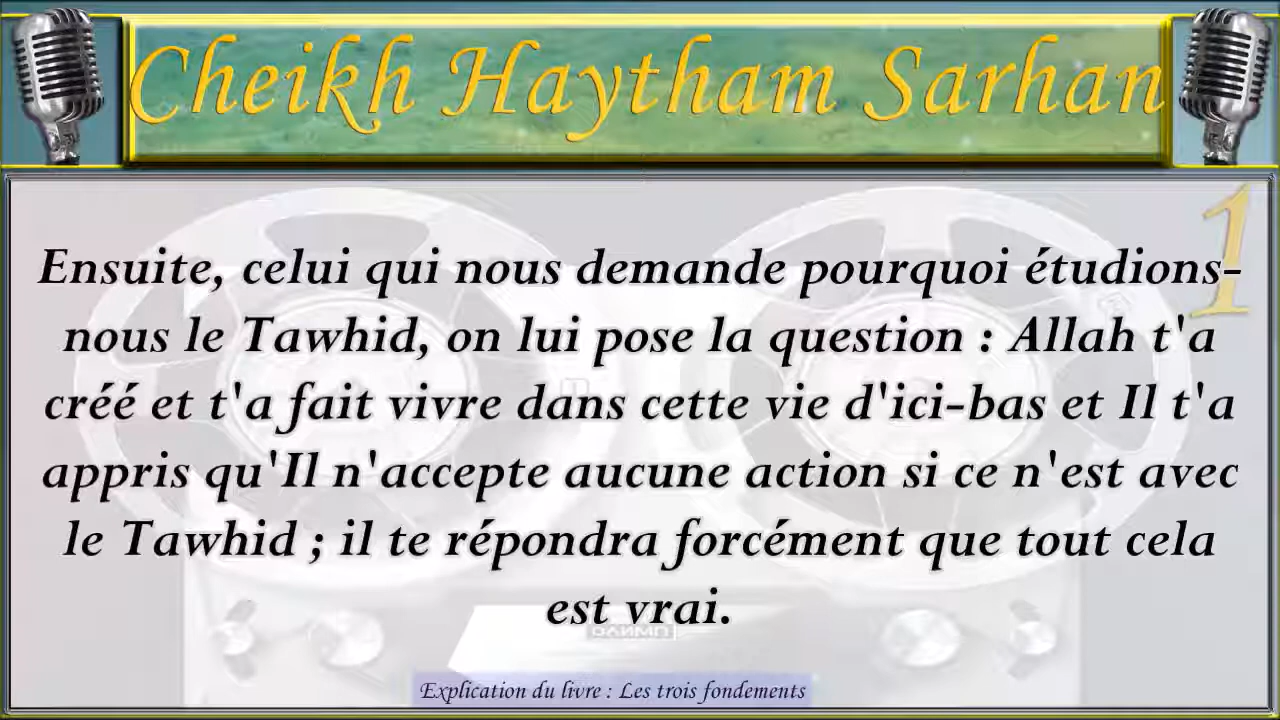 Cheikh Haytham Sarhan
1
Ensuite, celui qui nous demande pourquoi étudions-
nous le Tawhid, on lui pose la question : Allah t'a
créé et t'a fait vivre dans cette vie d'ici-bas et Il t'a
appris qu'Il n'accepte aucune action si ce n'est avec
le Tawhid ; il te répondra forcément que tout cela
est vrai.
Explication du livre : Les trois fondements